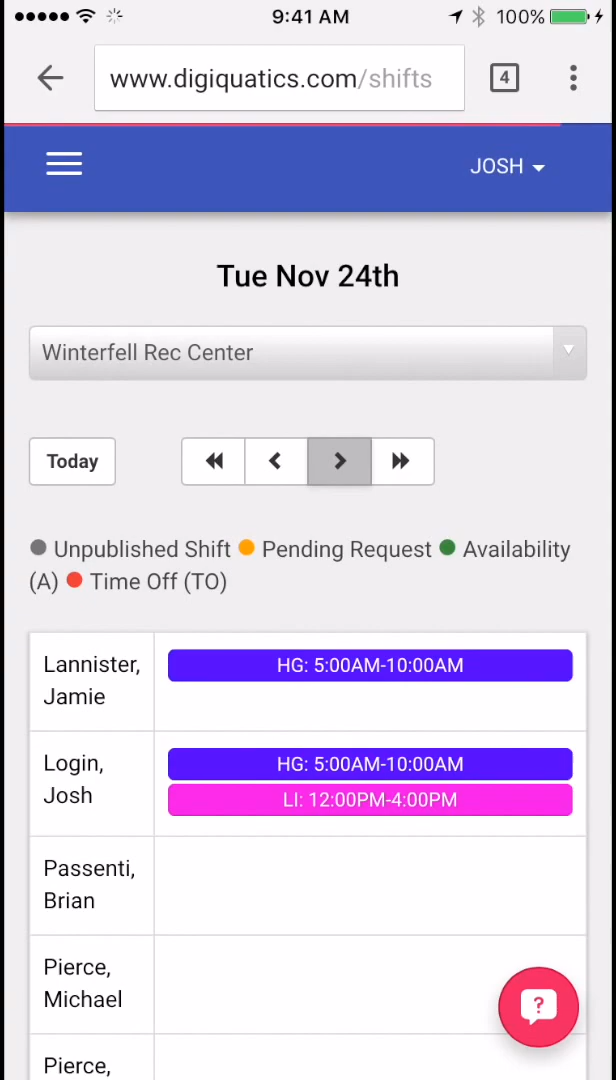 9:41 AM
100%
www.digiquatics.com/shifts
4
JOSH
Tue Nov 24th
Winterfell Rec Center
Today
Unpublished Shift Pending Request Availability
(A) Time Off (TO)
Lannister,
Jamie
HG: 5:00AM-10:00AM
Login,
Josh
HG: 5:00AM-10:00AM
LI: 12:00PM-4:00PM
Passenti,
Brian
Pierce,
Michael
?
Pierce,